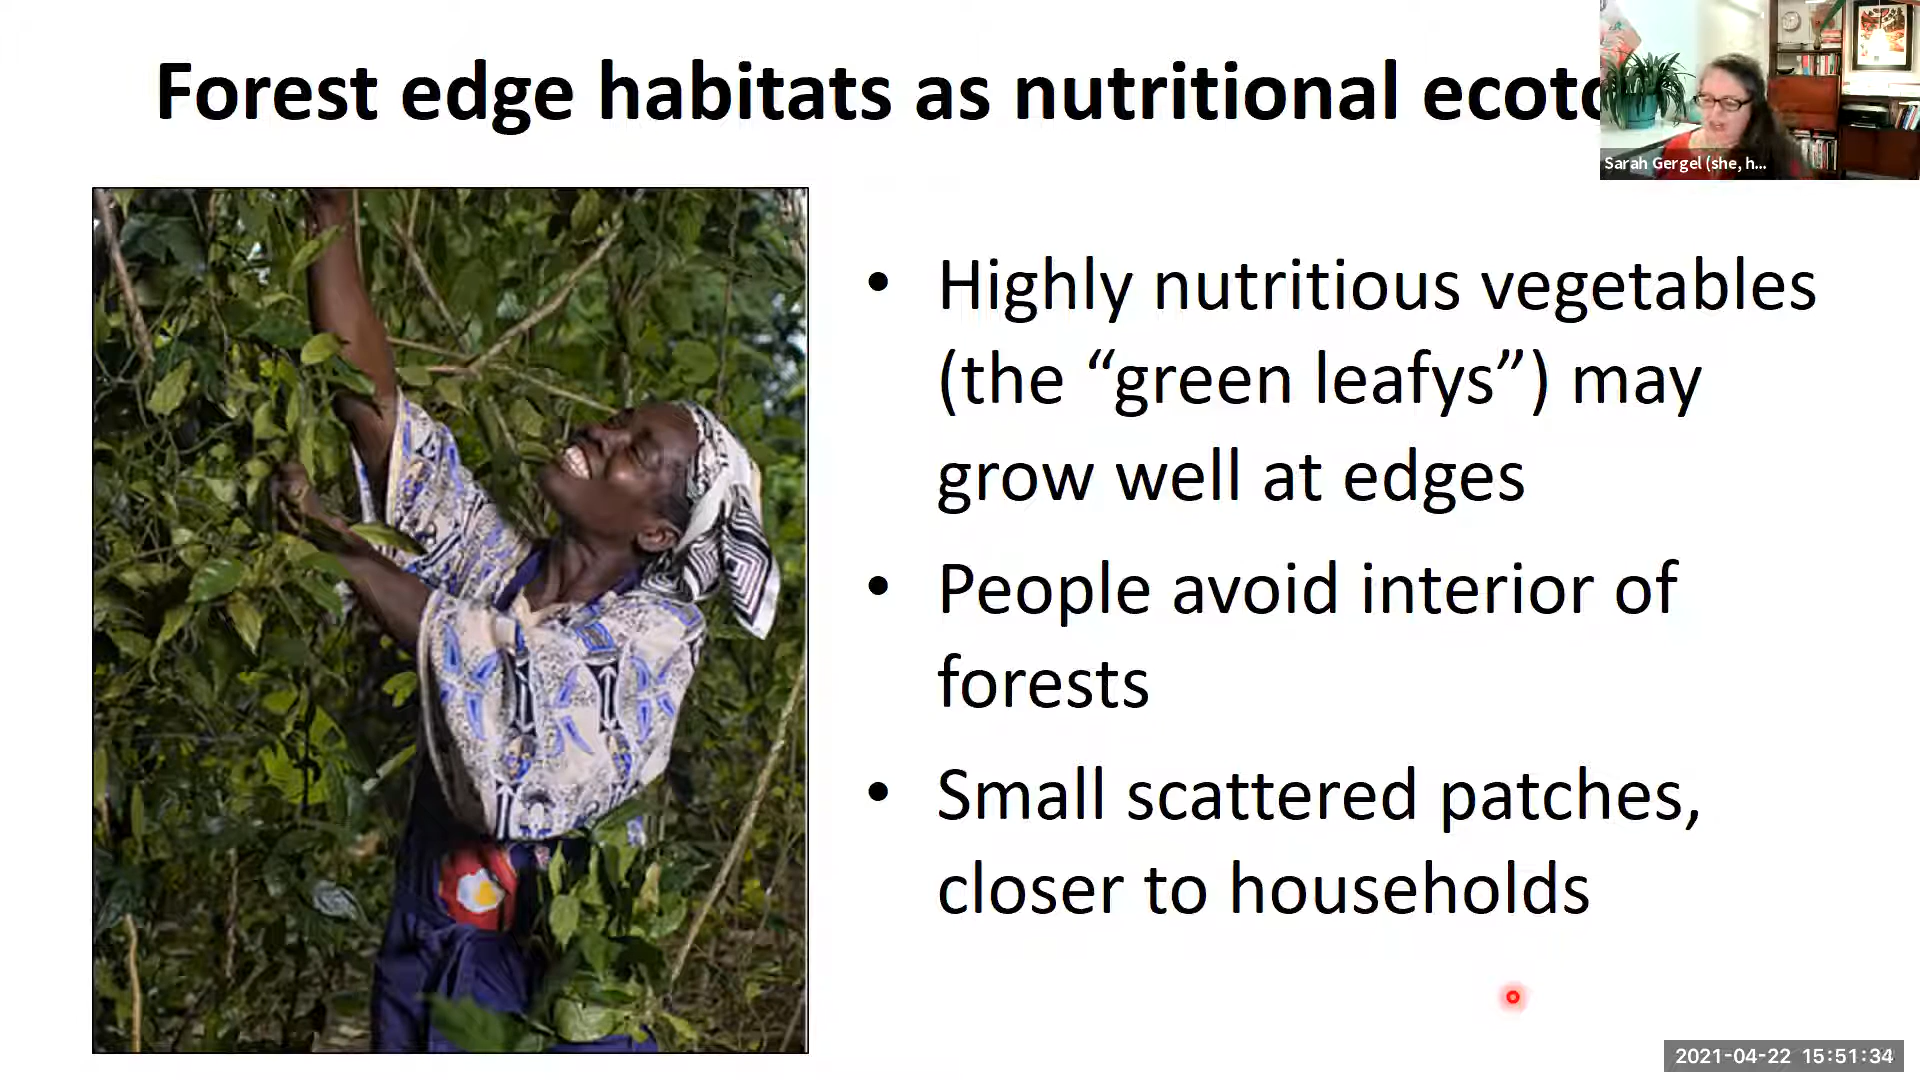 Forest edge habitats as nutritional
Sarah Gergel (she, h...
• Highly nutritious vegetables
(the “green leafys”) may
grow well at edges
• People avoid interior of
forests
• Small scattered patches,
closer to households
2021-04-22 15:51:34